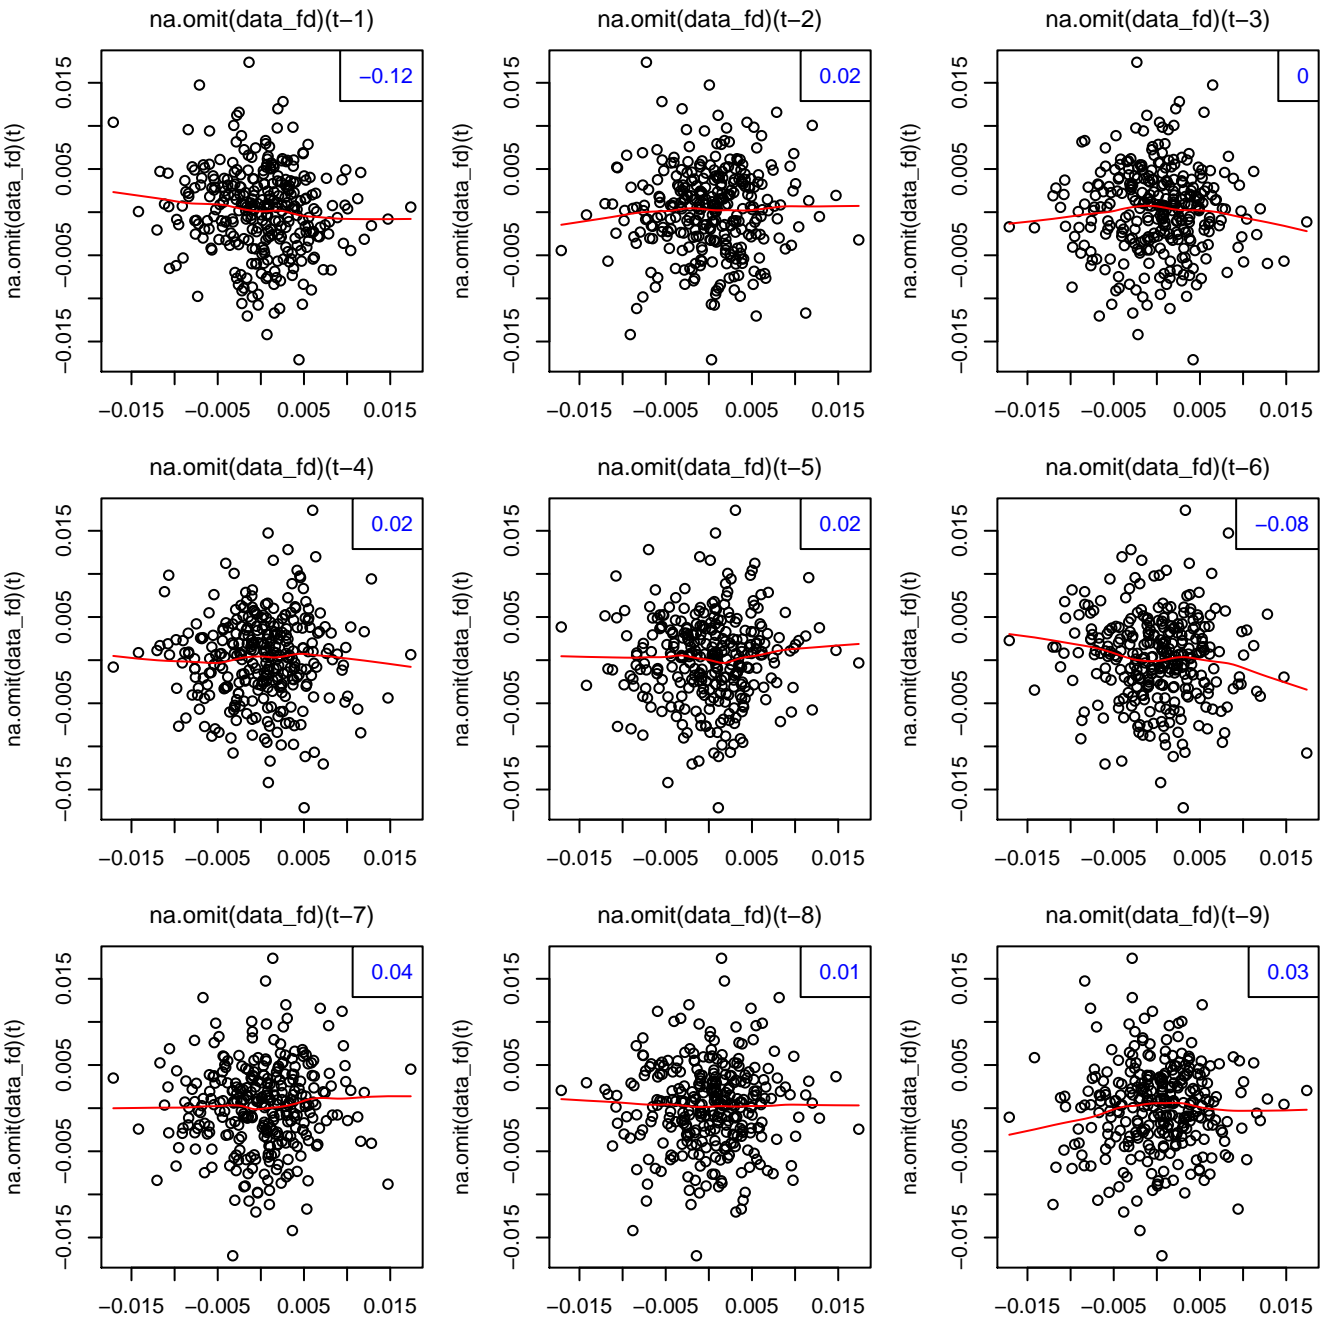 na.omit(data_fd)(t−1)
na.omit(data_fd)(t−2)
na.omit(data_fd)(t−3)
−0.12
0.02
0
na.omit(data_fd)(t)
na.omit(data_fd)(t)
na.omit(data_fd)(t)
0.015
0.005
−0.005
−0.015
0.015
0.005
−0.005
−0.015
0.015
0.005
−0.005
−0.015
−0.015 −0.005 0.005 0.015
−0.015 −0.005 0.005 0.015
−0.015 −0.005 0.005 0.015
na.omit(data_fd)(t−4)
na.omit(data_fd)(t−5)
na.omit(data_fd)(t−6)
0.02
0.02
−0.08
na.omit(data_fd)(t)
na.omit(data_fd)(t)
na.omit(data_fd)(t)
0.015
0.005
−0.005
−0.015
0.015
0.005
−0.005
−0.015
0.015
0.005
−0.005
−0.015
−0.015 −0.005 0.005 0.015
−0.015 −0.005 0.005 0.015
−0.015 −0.005 0.005 0.015
na.omit(data_fd)(t−7)
na.omit(data_fd)(t−8)
na.omit(data_fd)(t−9)
0.04
0.01
0.03
na.omit(data_fd)(t)
na.omit(data_fd)(t)
na.omit(data_fd)(t)
0.015
0.005
−0.005
−0.015
0.015
0.005
−0.005
−0.015
0.015
0.005
−0.005
−0.015
−0.015 −0.005 0.005 0.015
−0.015 −0.005 0.005 0.015
−0.015 −0.005 0.005 0.015